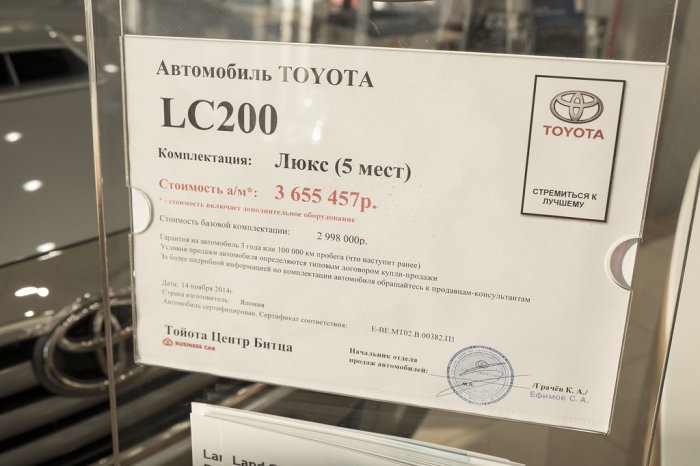 Автомобиль TOYOTA
LC200
Комплектация: Люкс (5 мест)
Стоимость а/м*: 3 655 457р.
* - стоимость включает дополнительное оборудование
Стоимость базовой комплектации: 2 998 000р.
Гарантия на автомобиль 3 года или 100 000 км пробега (что наступит ранее)
Условия продажи автомобиля определяются типовым договором купли-продажи
За более подробной информацией по комплектации автомобиля обращайтесь к продавцам-консультантам
Дата: 14 ноября 2014г.
Страна изготовитель: Япония
Автомобиль сертифицирован. Сертификат соответствия: E-BE.MT02.B.00382.П1
Тойота Центр Битца
BUSINESS CAR
Начальник отдела
продаж автомобилей:
/Грачёв К. А./
Ефимов С.А.
TOYOTA
СТРЕМИТЬСЯ К
ЛУЧШЕМУ
Lan Land